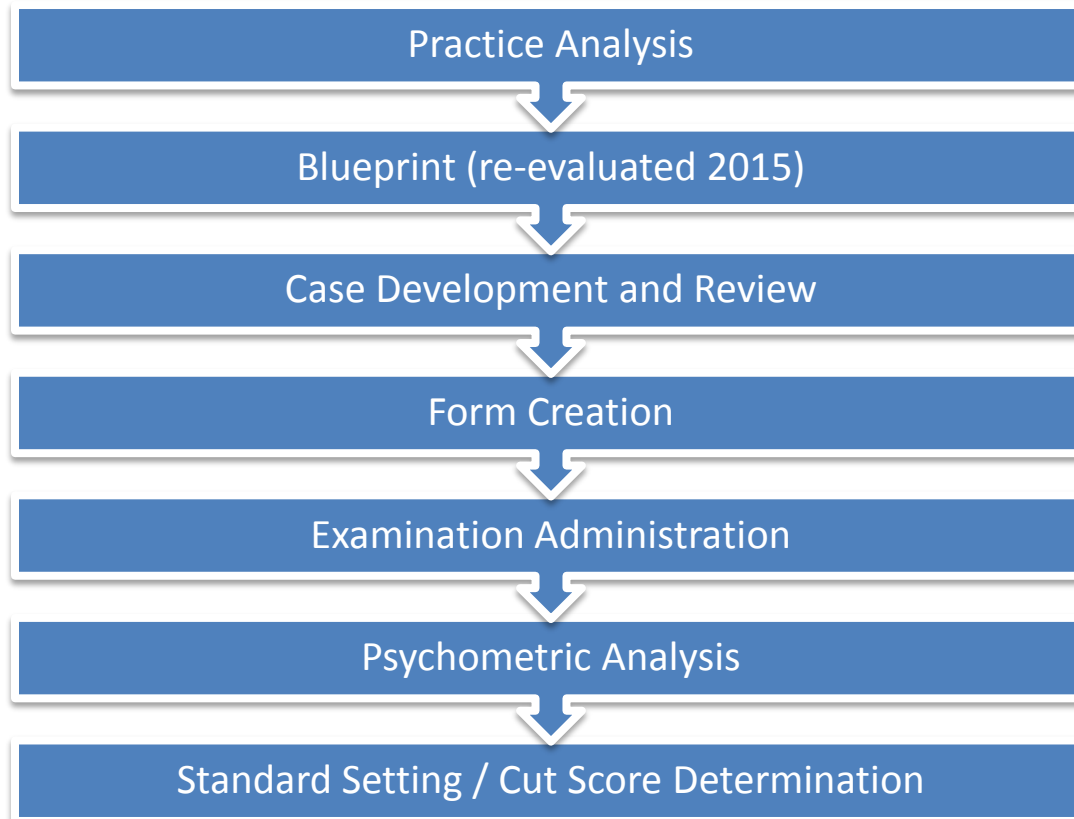 Practice Analysis
Blueprint (re-evaluated 2015)
Case Development and Review
Form Creation
Examination Administration
Psychometric Analysis
Standard Setting / Cut Score Determination